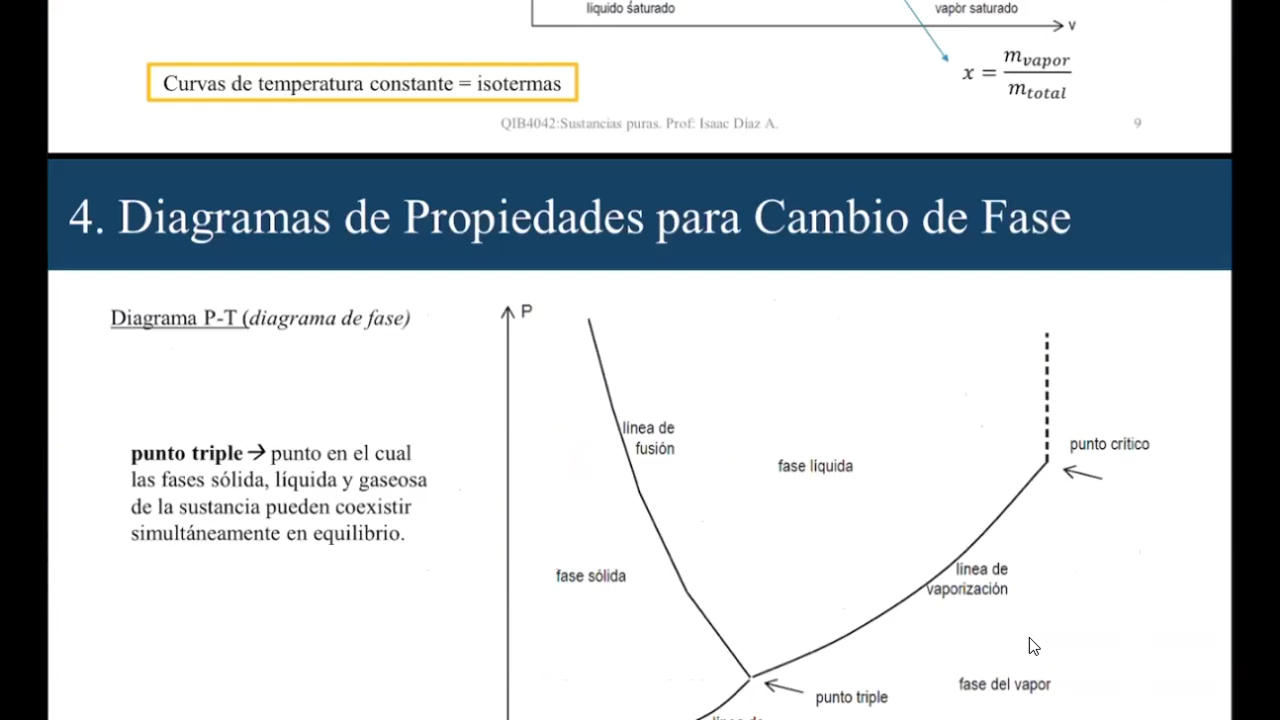 líquido saturado
vapor saturado
v
x = m_vapor / m_total
Curvas de temperatura constante = isotermas
QIB4042:Sustancias puras. Prof: Isaac Diaz A.
9
4. Diagramas de Propiedades para Cambio de Fase
Diagrama P-T (diagrama de fase)
P
línea de
fusión
punto crítico
fase líquida
punto triple → punto en el cual
las fases sólida, líquida y gaseosa
de la sustancia pueden coexistir
simultáneamente en equilibrio.
fase sólida
línea de
vaporización
fase del vapor
punto triple